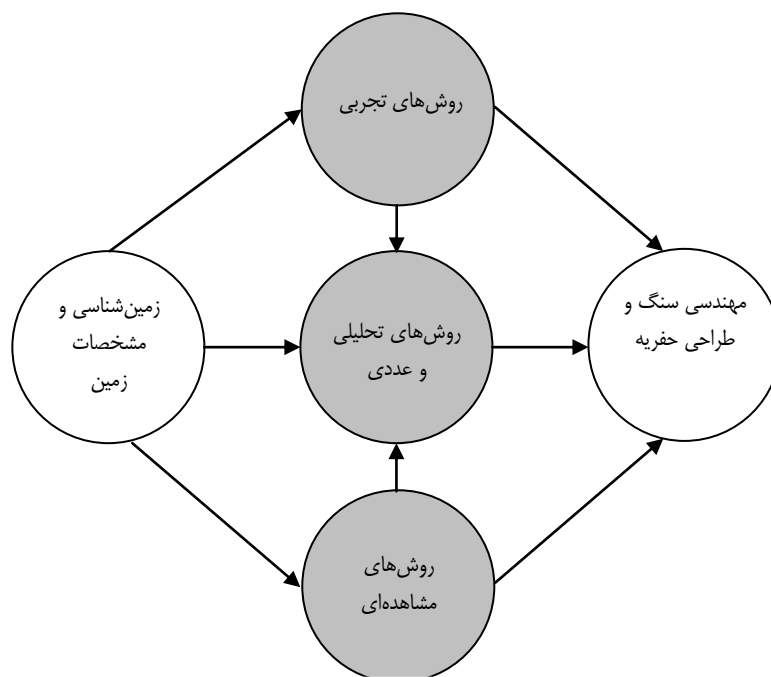 روش‌های تجربی
زمین‌شناسی و
مشخصات
زمین
روش‌های تحلیلی
و عددی
مهندسی سنگ و
طراحی حفریه
روش‌های
مشاهده‌ای